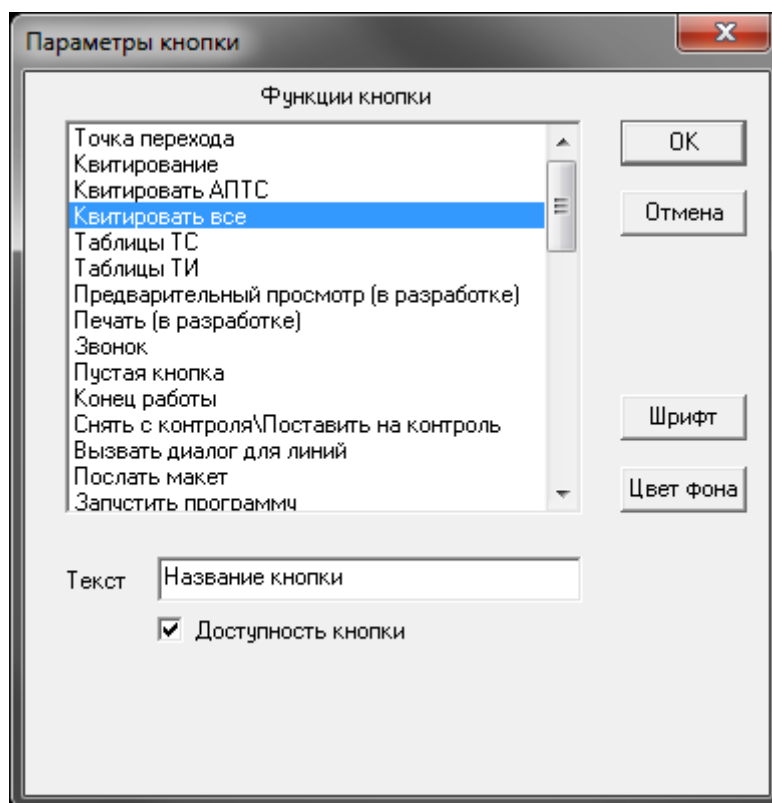 Параметры кнопки
Функции кнопки
Точка перехода
Квитирование
Квитировать АПТС
Квитировать все
Таблицы ТС
Таблицы ТИ
Предварительный просмотр (в разработке)
Печать (в разработке)
Звонок
Пустая кнопка
Конец работы
Снять с контроля\Поставить на контроль
Вызвать диалог для линий
Послать макет
Запустить программу
OK
Отмена
Шрифт
Цвет фона
Текст
Название кнопки
Доступность кнопки